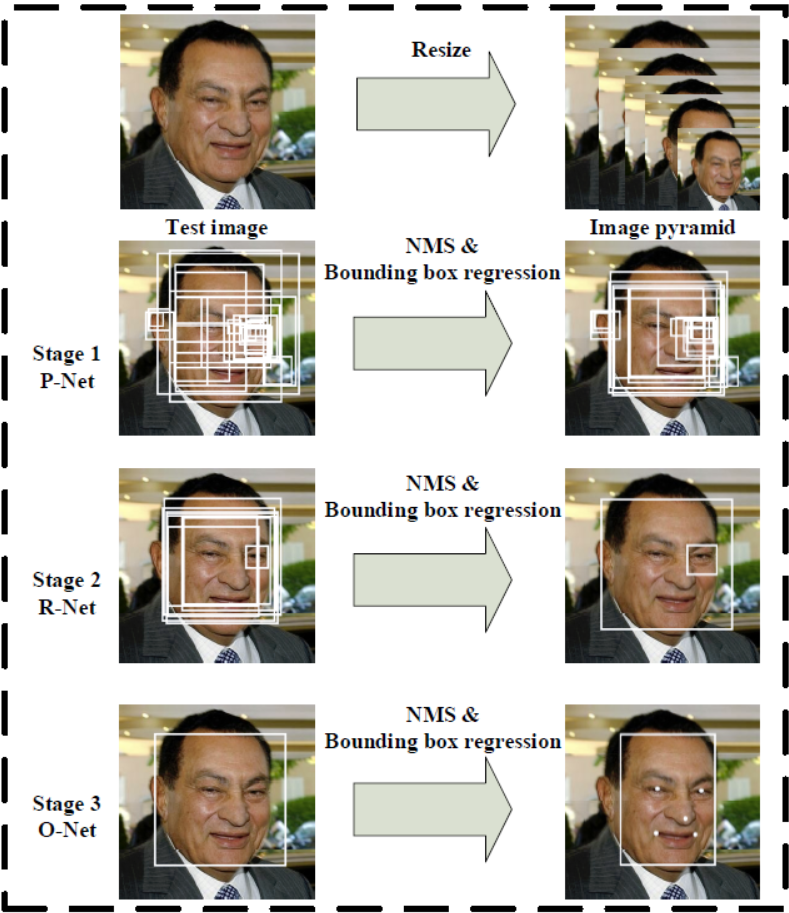 Resize
Test image
Image pyramid
NMS &
Bounding box regression
Stage 1
P-Net
NMS &
Bounding box regression
Stage 2
R-Net
NMS &
Bounding box regression
Stage 3
O-Net